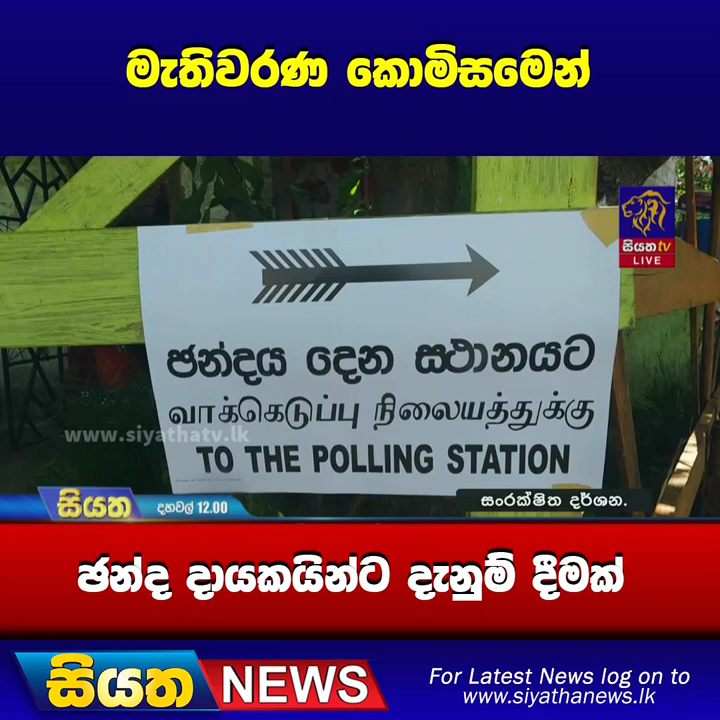 මැතිවරණ කොමිසමෙන්
සියත tv
LIVE
ඡන්දය දෙන ස්ථානයට
வாக்கெடுப்பு நிலையத்துக்கு
www.siyathatv.lk
TO THE POLLING STATION
සංරක්ෂිත දර්ශන.
සියත දහවල් 12.00
ඡන්ද දායකයින්ට දැනුම් දීමක්
සියත NEWS
For Latest News log on to
www.siyathanews.lk